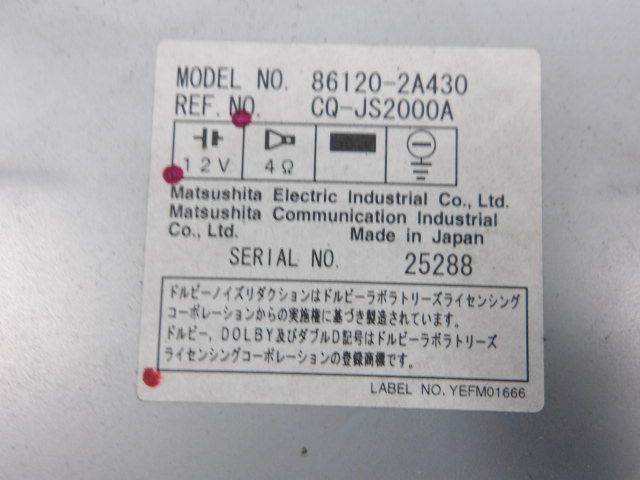 MODEL NO. 86120-2A430
REF. NO. CQ-JS2000A
12V 4Ω
Matsushita Electric Industrial Co., Ltd.
Matsushita Communication Industrial
Co., Ltd. Made in Japan
SERIAL NO. 25288
ドルビーノイズリダクションはドルビーラボラトリーズライセンシング
コーポレーションからの実施権に基づき製造されています.
ドルビー, DOLBY及びダブルD記号はドルビーラボラトリーズ
ライセンシングコーポレーションの登録商標です.
LABEL NO. YEFM01666